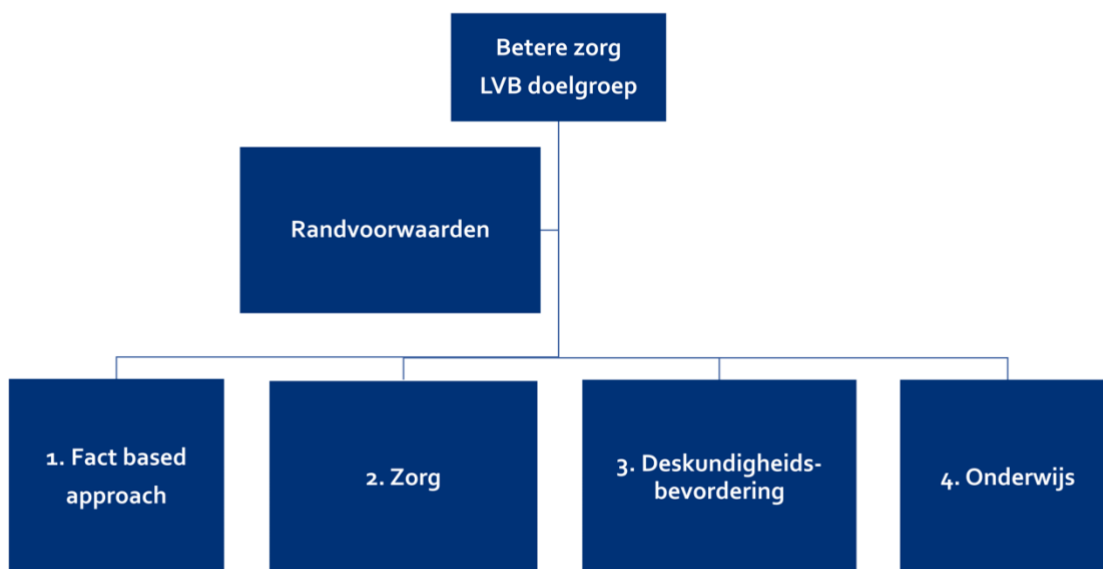 Betere zorg
LVB doelgroep
Randvoorwaarden
1. Fact based
approach
2. Zorg
3. Deskundigheids-
bevordering
4. Onderwijs